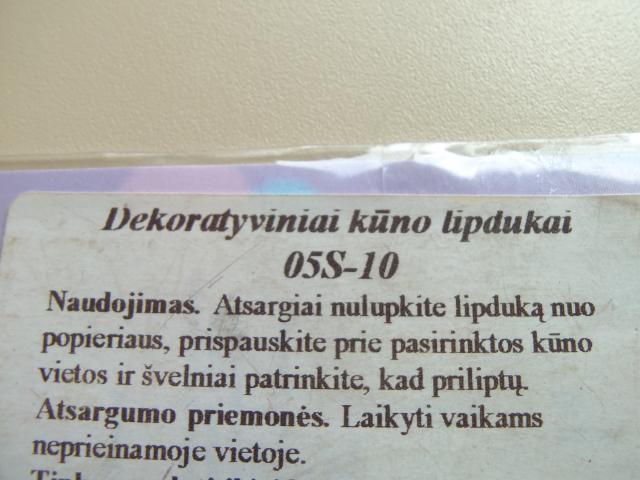 Dekoratyviniai kūno lipdukai
05S-10
Naudojimas. Atsargiai nulupkite lipduką nuo
popieriaus, prispauskite prie pasirinktos kūno
vietos ir švelniai patrinkite, kad priliptų.
Atsargumo priemonės. Laikyti vaikams
neprieinamoje vietoje.